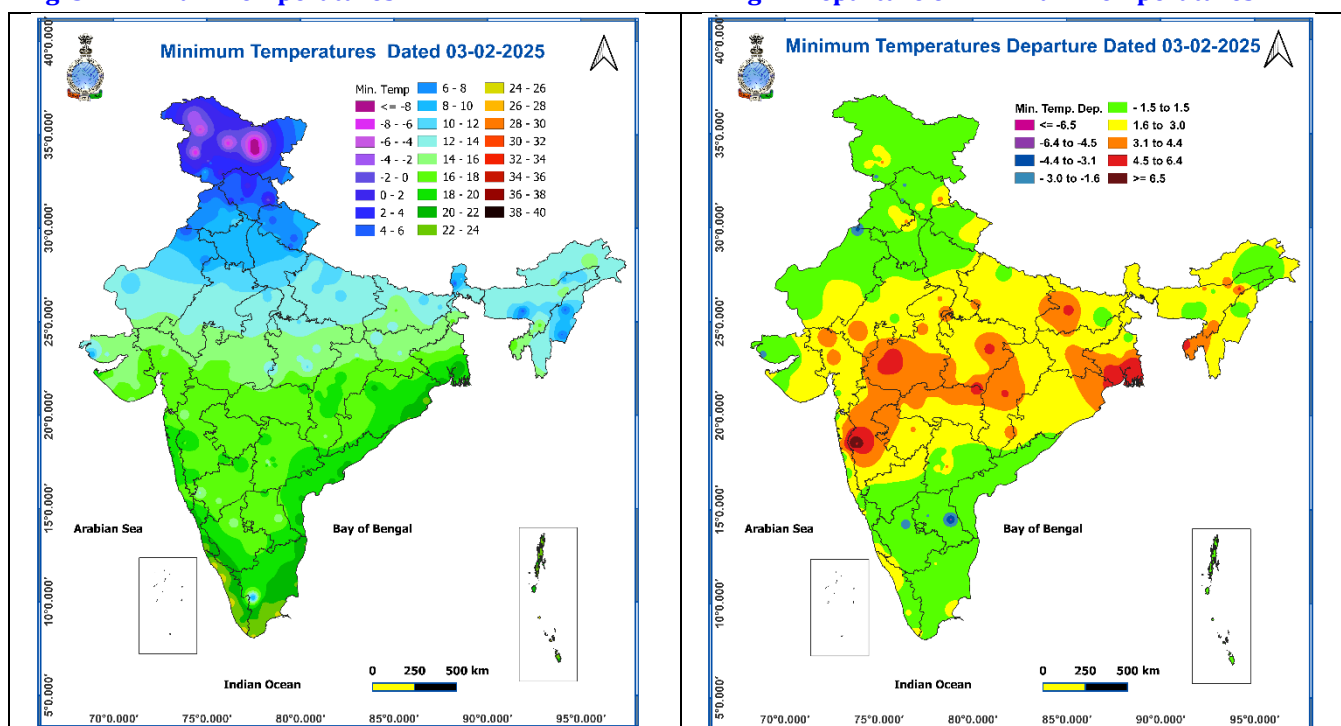 Minimum Temperatures Dated 03-02-2025
Min. Temp
<= -8
-8 - -6
-6 - -4
-4 - -2
-2 - 0
0 - 2
2 - 4
4 - 6
6 - 8
8 - 10
10 - 12
12 - 14
14 - 16
16 - 18
18 - 20
20 - 22
22 - 24
24 - 26
26 - 28
28 - 30
30 - 32
32 - 34
34 - 36
36 - 38
38 - 40
40°0.000'
35°0.000'
30°0.000'
25°0.000'
20°0.000'
15°0.000'
10°0.000'
5°0.000'
Arabian Sea
Bay of Bengal
Indian Ocean
0 250 500 km
70°0.000' 75°0.000' 80°0.000' 85°0.000' 90°0.000' 95°0.000'
Minimum Temperatures Departure Dated 03-02-2025
Min. Temp. Dep.
<= -6.5
-6.4 to -4.5
-4.4 to -3.1
- 3.0 to -1.6
- 1.5 to 1.5
1.6 to 3.0
3.1 to 4.4
4.5 to 6.4
>= 6.5
40°0.000'
35°0.000'
30°0.000'
25°0.000'
20°0.000'
15°0.000'
10°0.000'
5°0.000'
Arabian Sea
Bay of Bengal
Indian Ocean
0 250 500 km
70°0.000' 75°0.000' 80°0.000' 85°0.000' 90°0.000' 95°0.000'